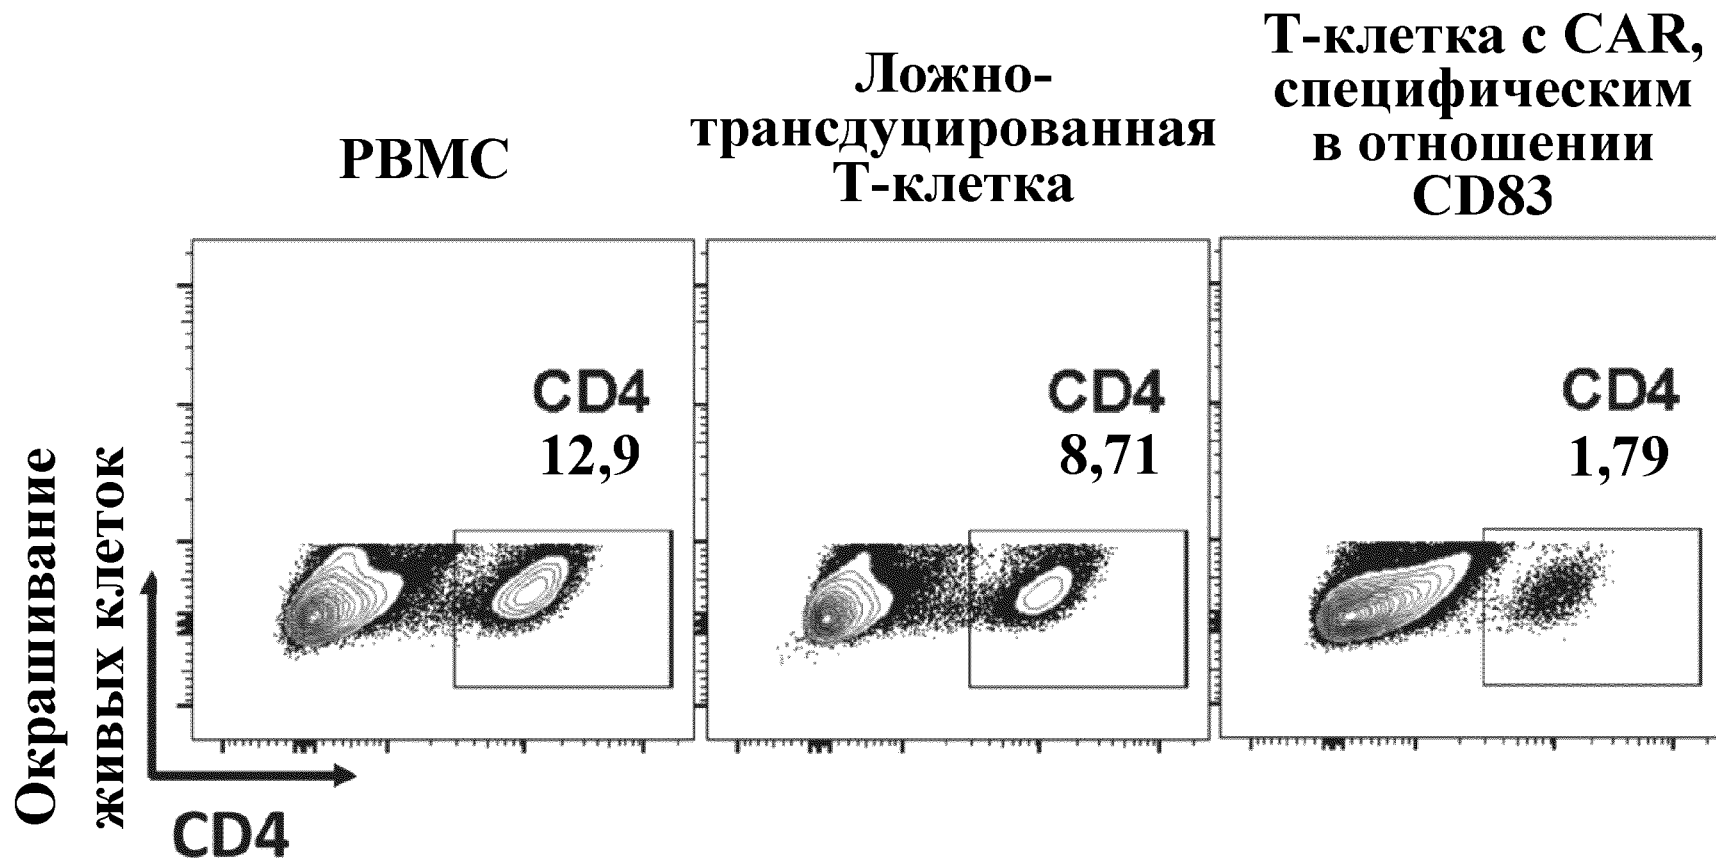 PBMC
Ложно-
трансдуцированная
Т-клетка
Т-клетка с CAR,
специфическим
в отношении
CD83
CD4
12,9
CD4
8,71
CD4
1,79
Окрашивание
живых клеток
CD4